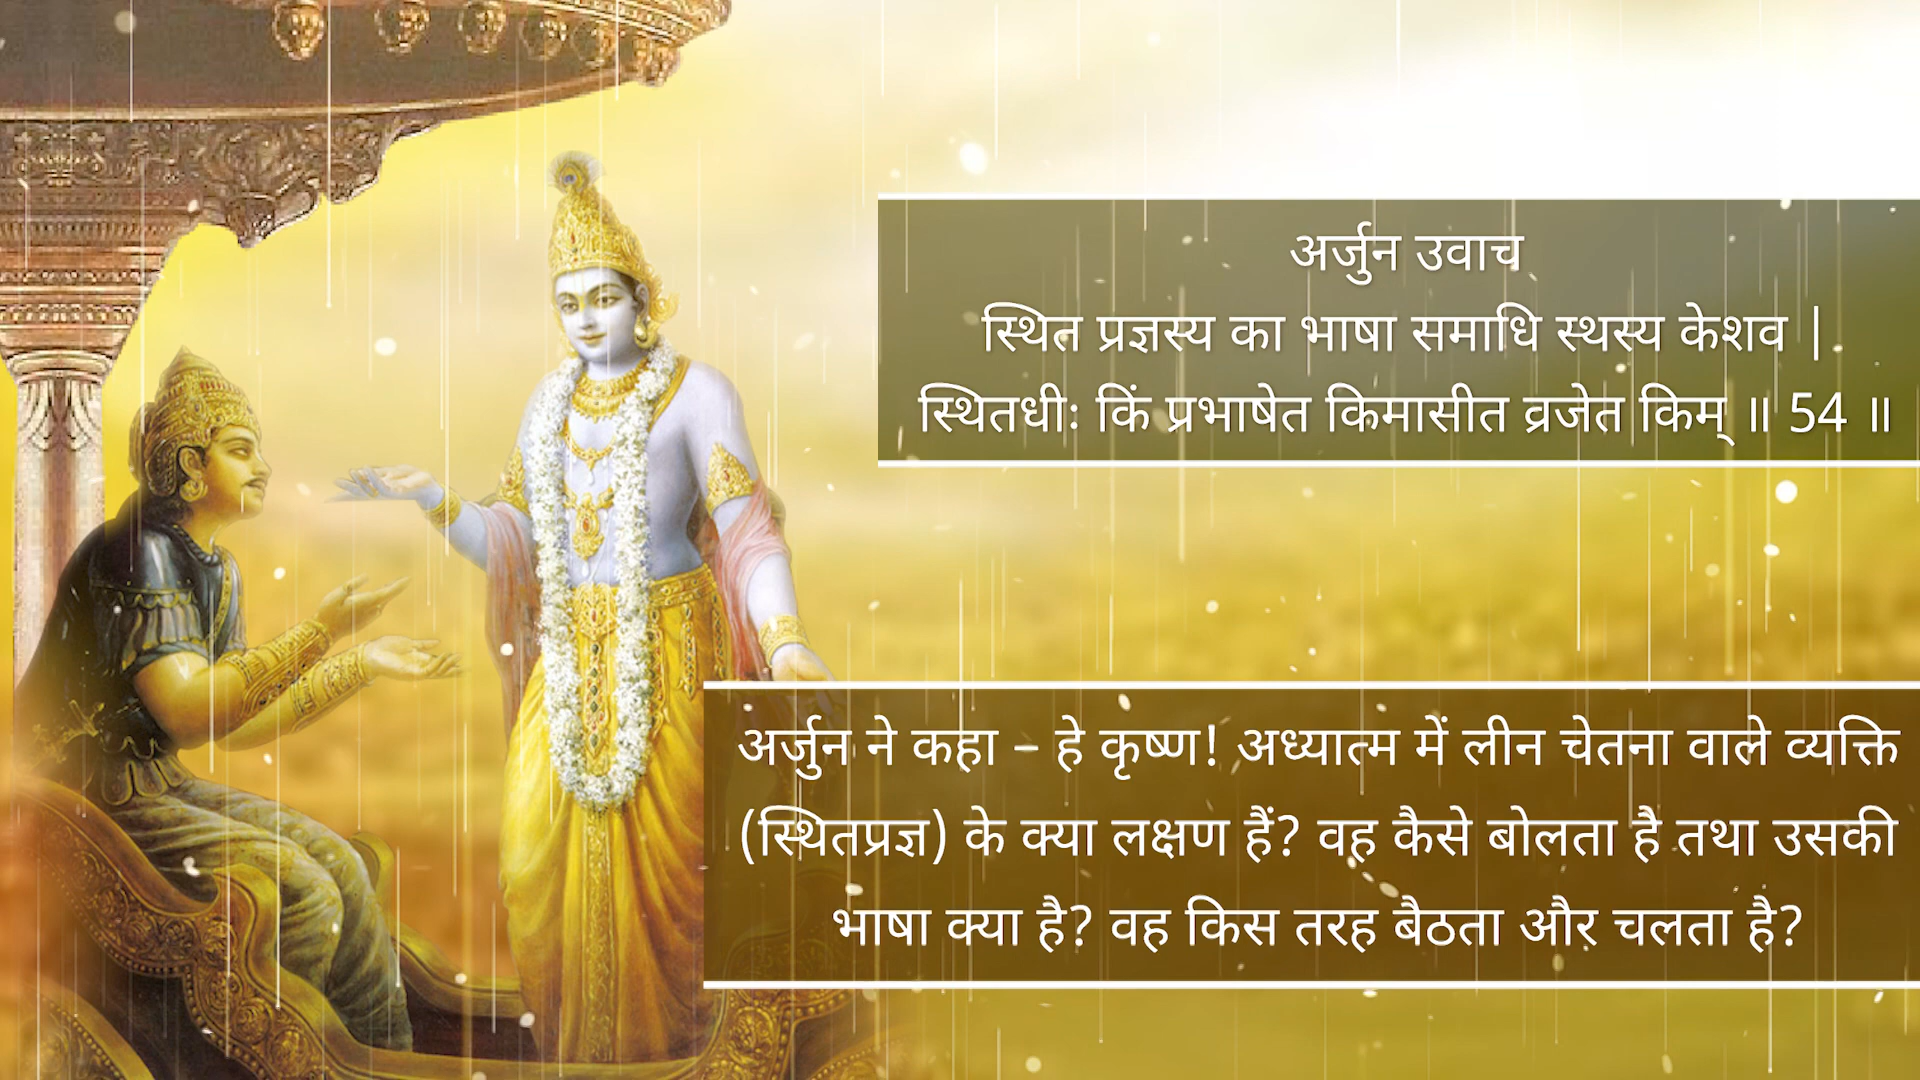 अर्जुन उवाच
स्थित प्रज्ञस्य का भाषा समाधि स्थस्य केशव |
स्थितधीः किं प्रभाषेत किमासीत व्रजेत किम् ॥ 54 ॥
अर्जुन ने कहा – हे कृष्ण! अध्यात्म में लीन चेतना वाले व्यक्ति
(स्थितप्रज्ञ) के क्या लक्षण हैं? वह कैसे बोलता है तथा उसकी
भाषा क्या है? वह किस तरह बैठता और चलता है?